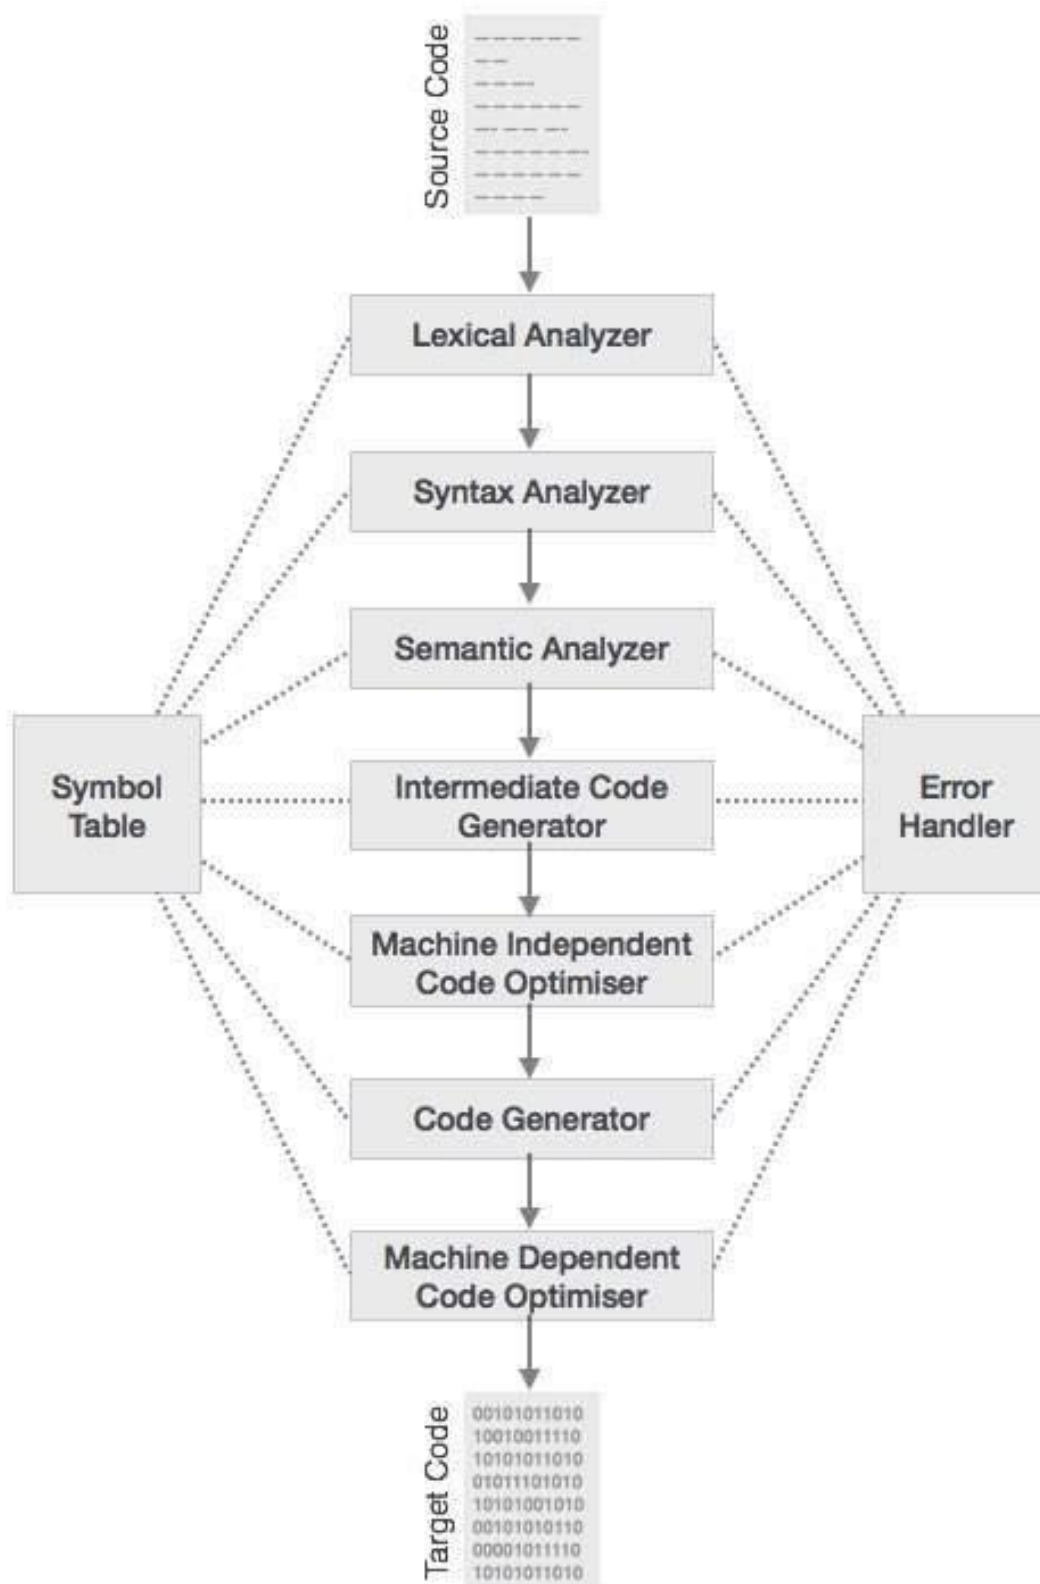 Source Code
Lexical Analyzer
Syntax Analyzer
Semantic Analyzer
Symbol
Table
Intermediate Code
Generator
Error
Handler
Machine Independent
Code Optimiser
Code Generator
Machine Dependent
Code Optimiser
Target Code
00101011010
10010011110
10101011010
01011101010
10101001010
00101010110
00001011110
10101011010